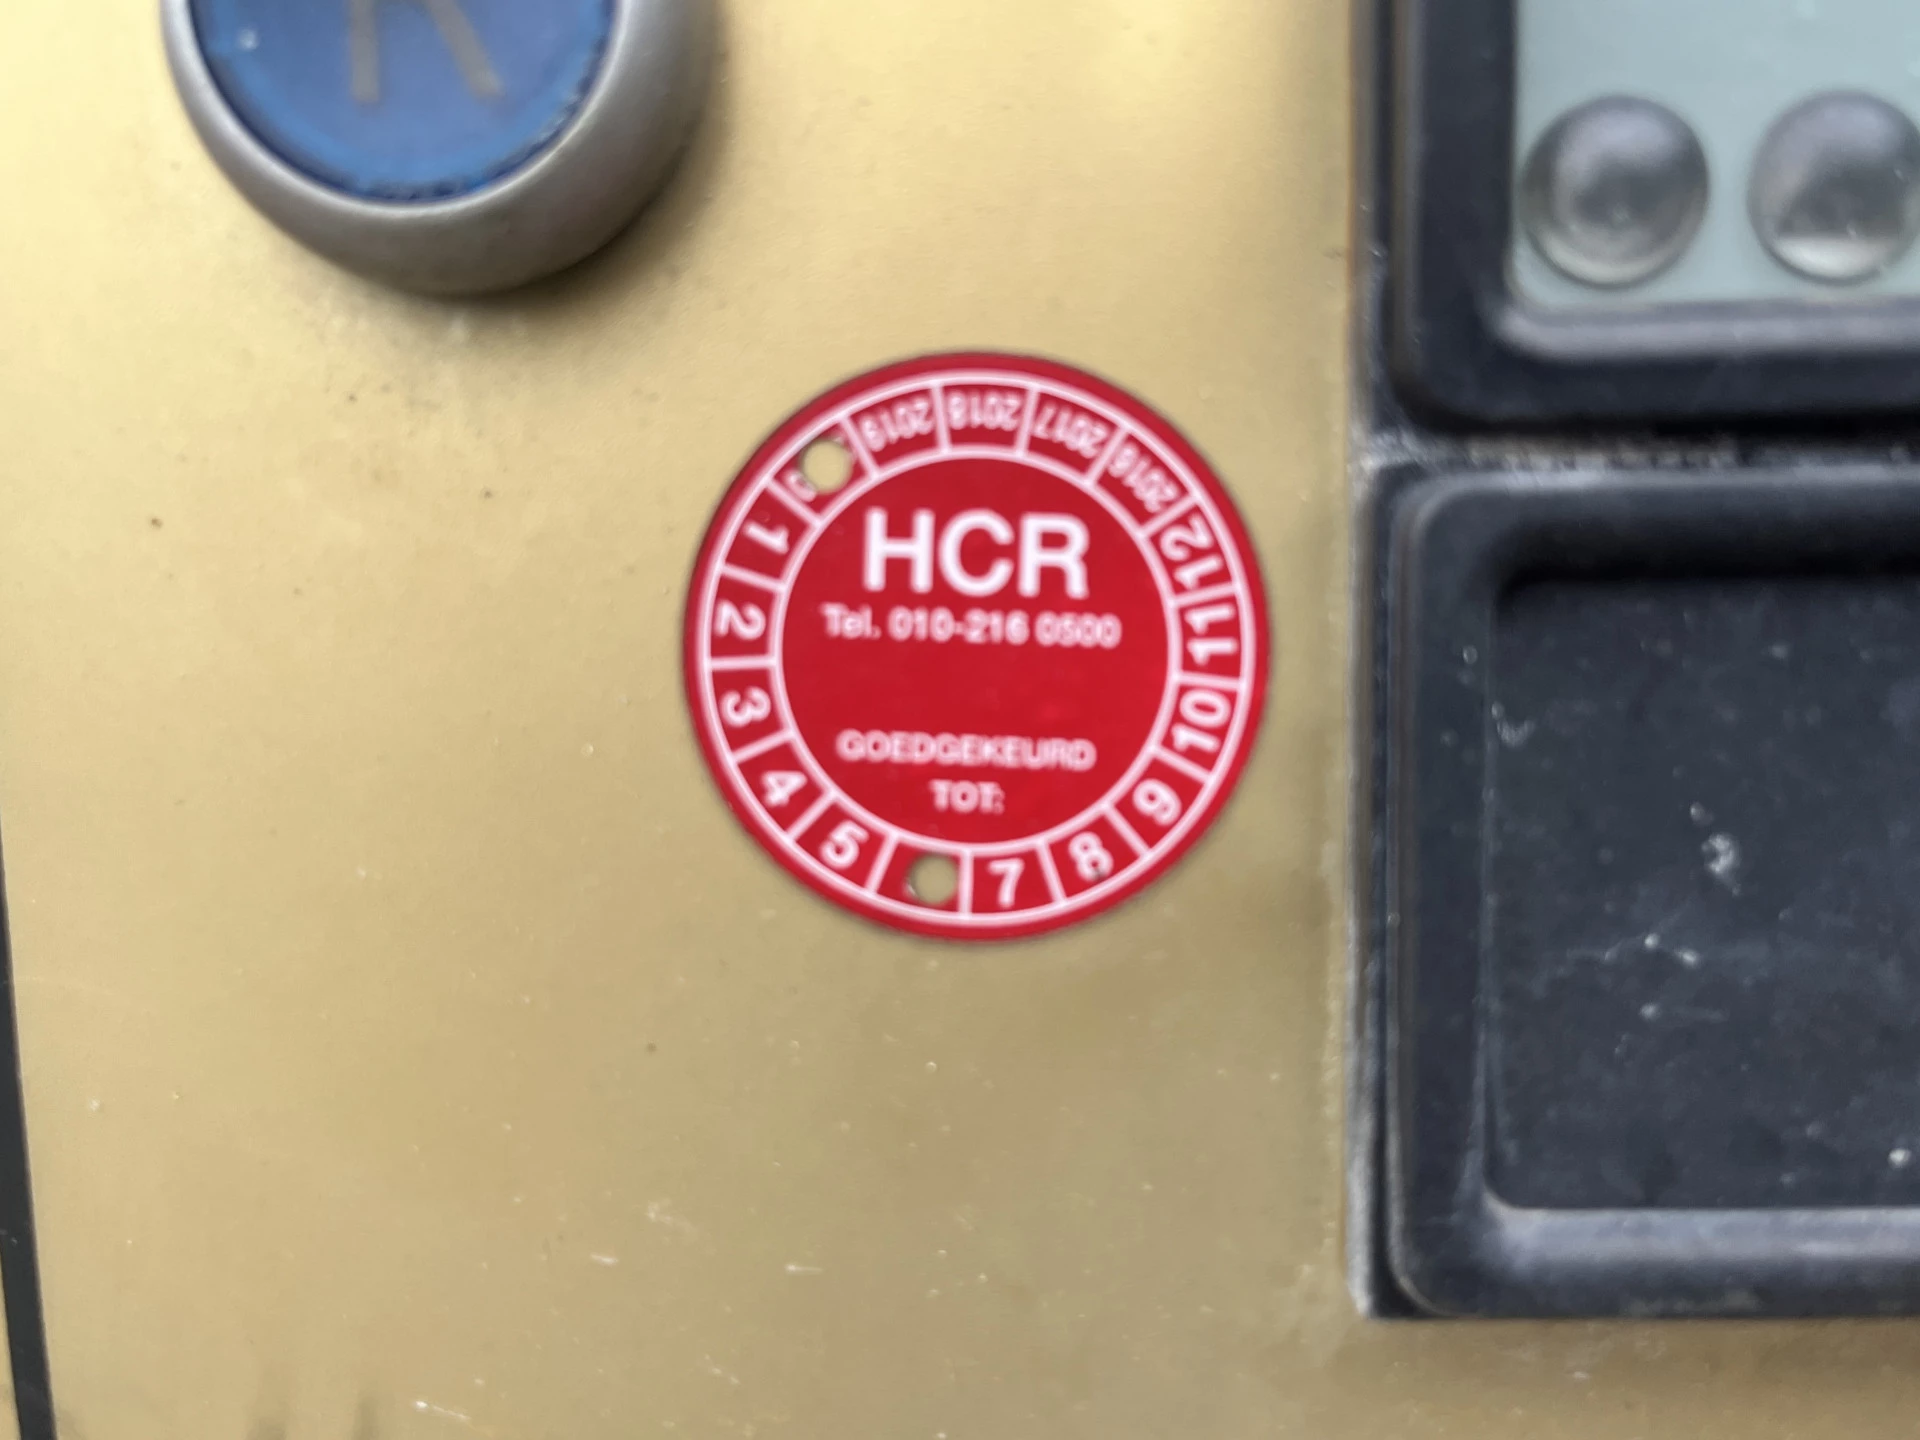 HCR
Tel. 010-216 0500
GOEDGEKEURD
TOT:
1 2 3 4 5 7 8 9 10 11 12
2016 2017 2018 2019